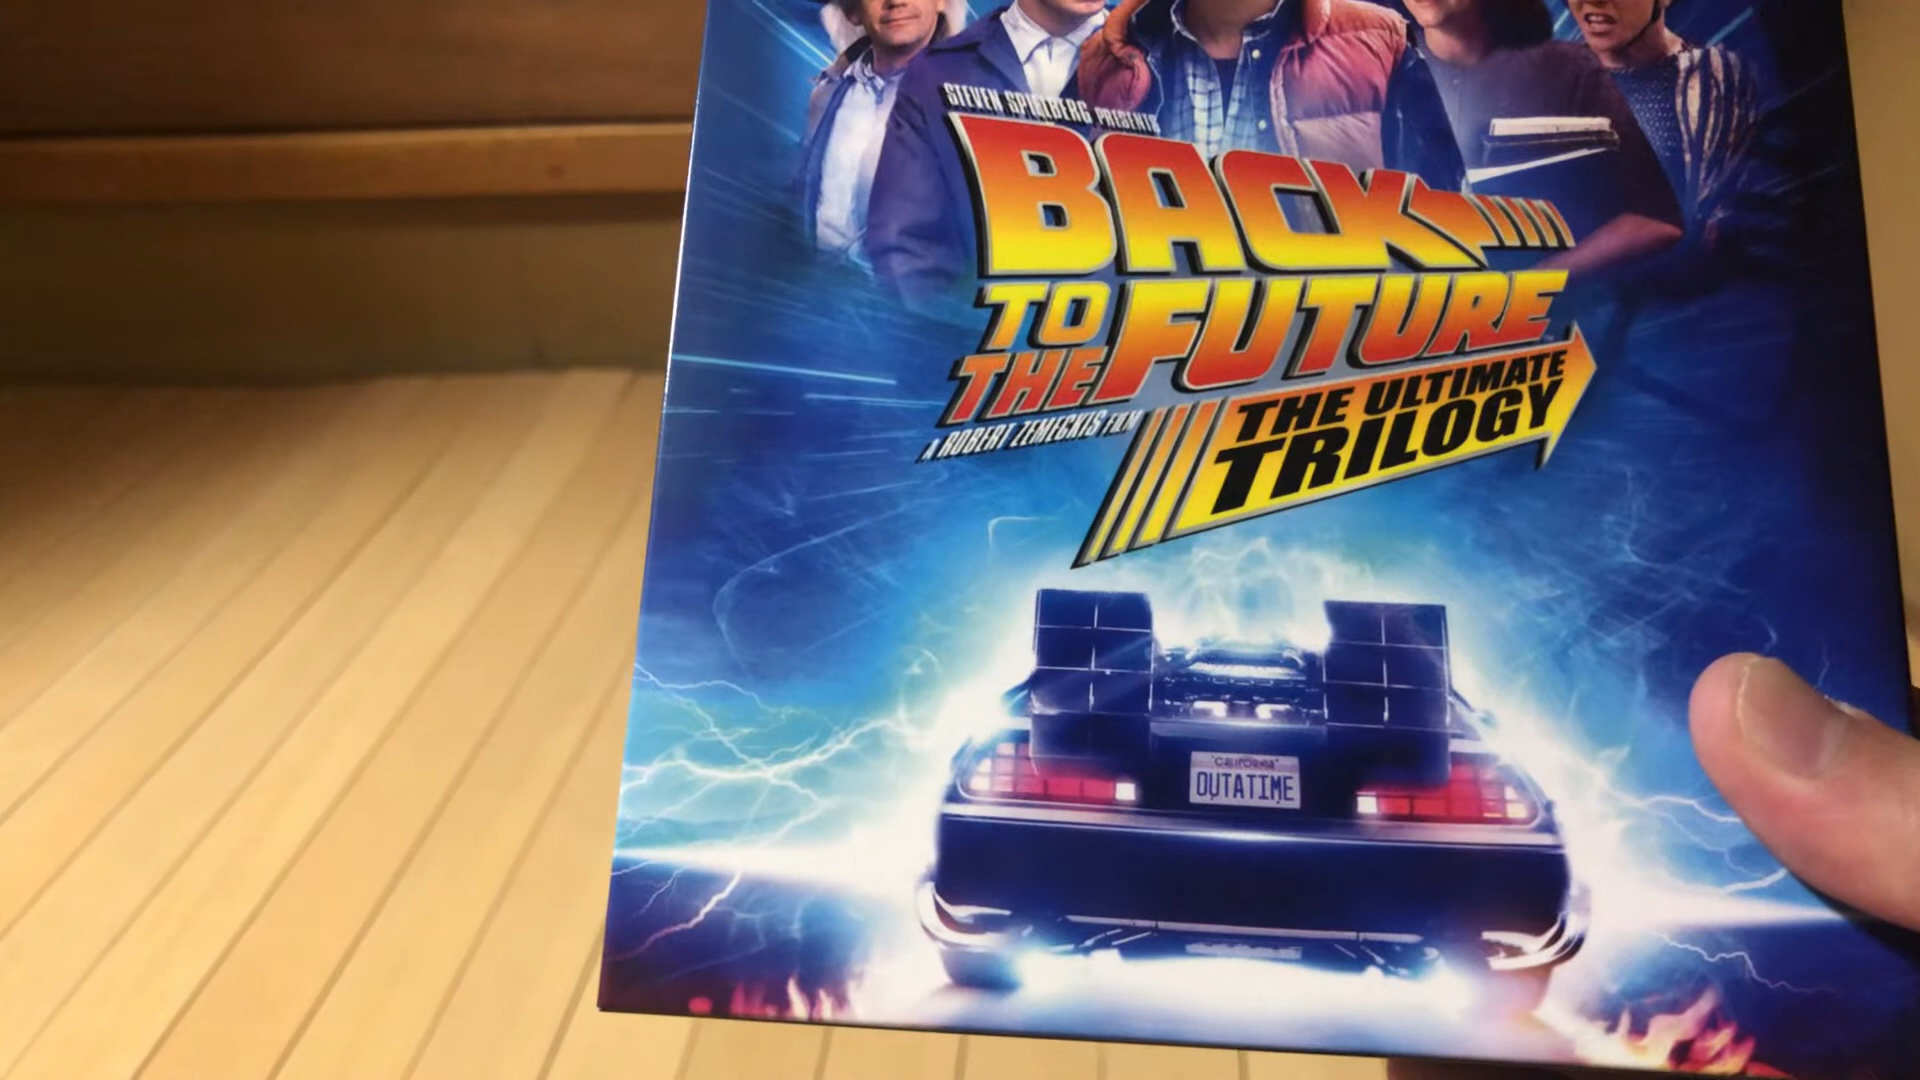 STEVEN SPIELBERG PRESENTS
BACK
TO THE FUTURE
THE ULTIMATE
TRILOGY
A ROBERT ZEMECKIS FILM
"CALIFORNIA"
OUTATIME